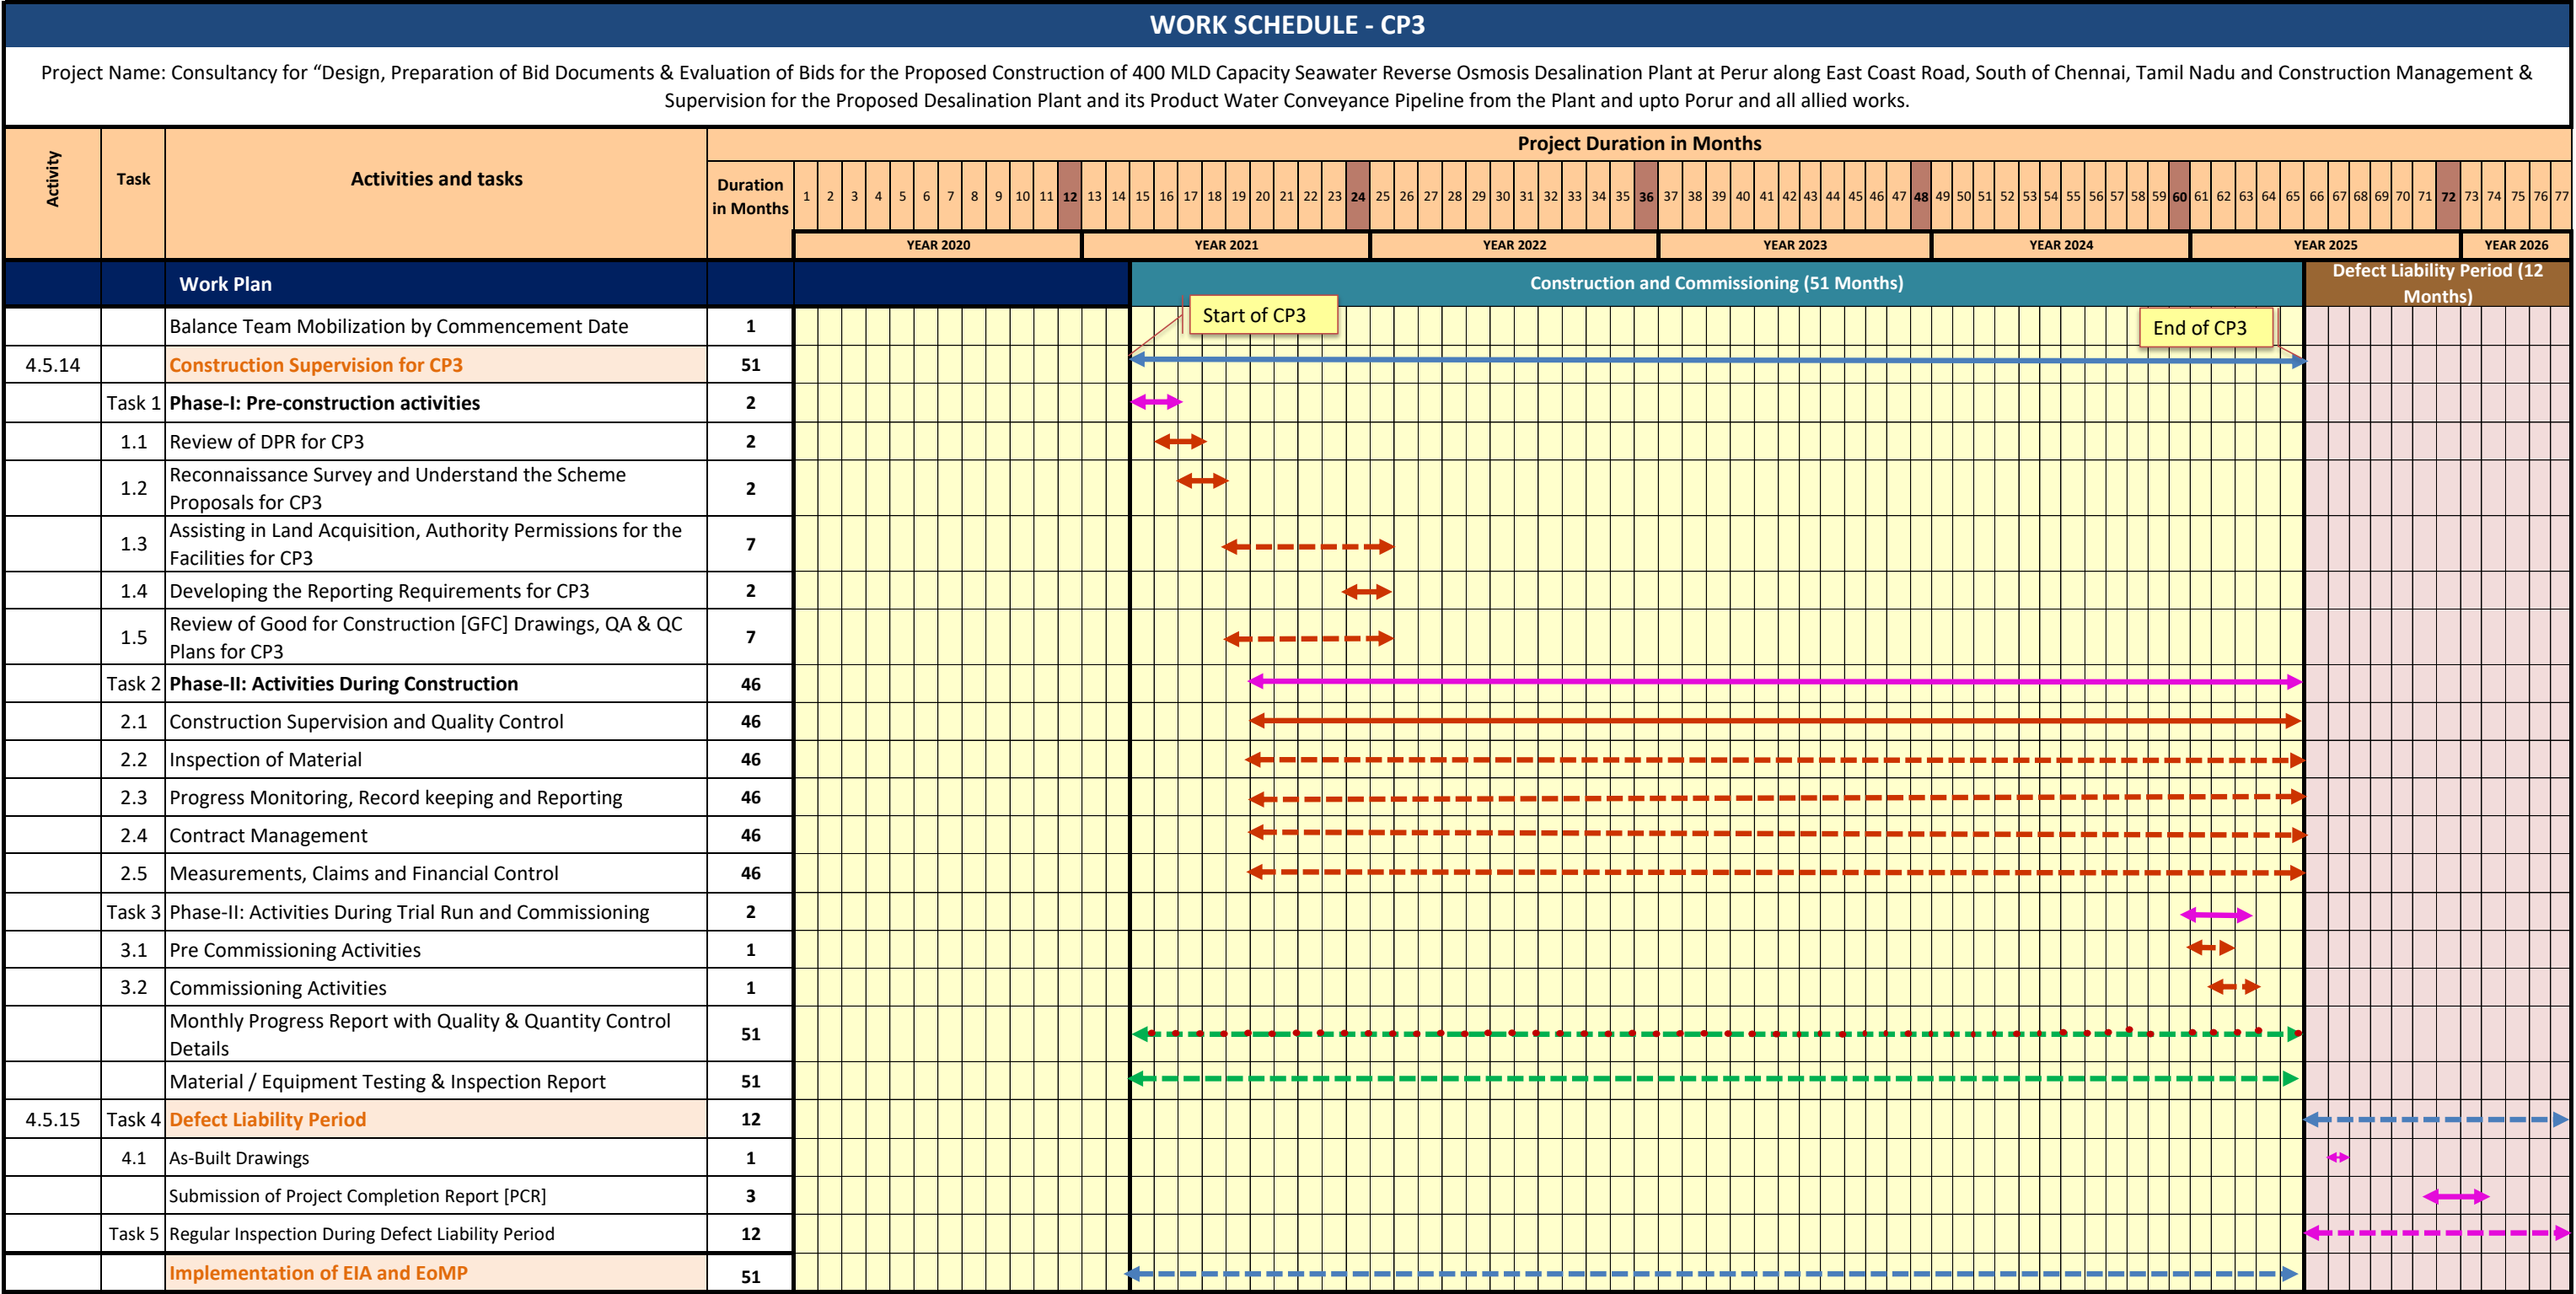 WORK SCHEDULE - CP3
Project Name: Consultancy for “Design, Preparation of Bid Documents & Evaluation of Bids for the Proposed Construction of 400 MLD Capacity Seawater Reverse Osmosis Desalination Plant at Perur along East Coast Road, South of Chennai, Tamil Nadu and Construction Management &
Supervision for the Proposed Desalination Plant and its Product Water Conveyance Pipeline from the Plant and upto Porur and all allied works.
Activity
Task
Activities and tasks
Project Duration in Months
Duration
in Months
1 2 3 4 5 6 7 8 9 10 11 12 13 14 15 16 17 18 19 20 21 22 23 24 25 26 27 28 29 30 31 32 33 34 35 36 37 38 39 40 41 42 43 44 45 46 47 48 49 50 51 52 53 54 55 56 57 58 59 60 61 62 63 64 65 66 67 68 69 70 71 72 73 74 75 76 77
YEAR 2020 YEAR 2021 YEAR 2022 YEAR 2023 YEAR 2024 YEAR 2025 YEAR 2026
Work Plan
Construction and Commissioning (51 Months)
Defect Liability Period (12
Months)
Balance Team Mobilization by Commencement Date 1
Start of CP3
End of CP3
4.5.14 Construction Supervision for CP3 51
Task 1 Phase-I: Pre-construction activities 2
1.1 Review of DPR for CP3 2
1.2 Reconnaissance Survey and Understand the Scheme
Proposals for CP3 2
1.3 Assisting in Land Acquisition, Authority Permissions for the
Facilities for CP3 7
1.4 Developing the Reporting Requirements for CP3 2
1.5 Review of Good for Construction [GFC] Drawings, QA & QC
Plans for CP3 7
Task 2 Phase-II: Activities During Construction 46
2.1 Construction Supervision and Quality Control 46
2.2 Inspection of Material 46
2.3 Progress Monitoring, Record keeping and Reporting 46
2.4 Contract Management 46
2.5 Measurements, Claims and Financial Control 46
Task 3 Phase-II: Activities During Trial Run and Commissioning 2
3.1 Pre Commissioning Activities 1
3.2 Commissioning Activities 1
Monthly Progress Report with Quality & Quantity Control
Details 51
Material / Equipment Testing & Inspection Report 51
4.5.15 Task 4 Defect Liability Period 12
4.1 As-Built Drawings 1
Submission of Project Completion Report [PCR] 3
Task 5 Regular Inspection During Defect Liability Period 12
Implementation of EIA and EoMP 51